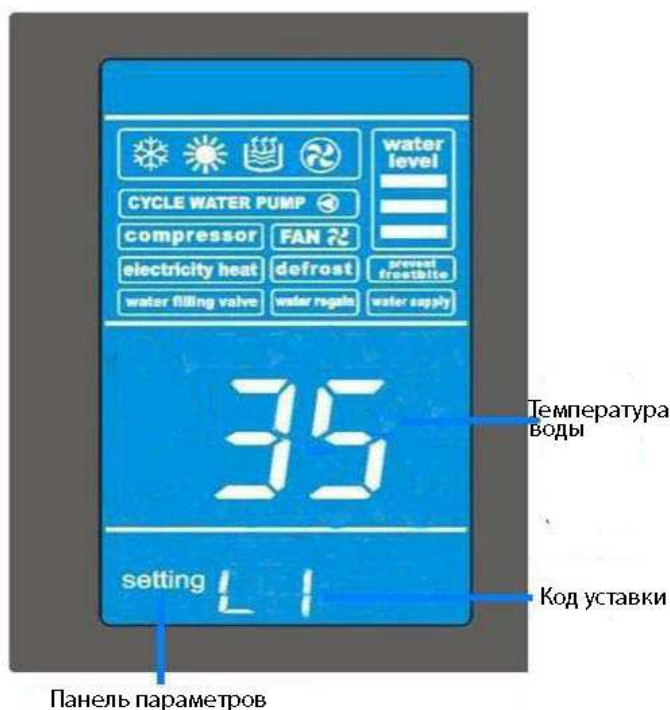 water
level
CYCLE WATER PUMP
compressor FAN
electricity heat defrost prevent
frostbite
water filling valve water regain water supply
35
Температура
воды
setting L1
Код уставки
Панель параметров